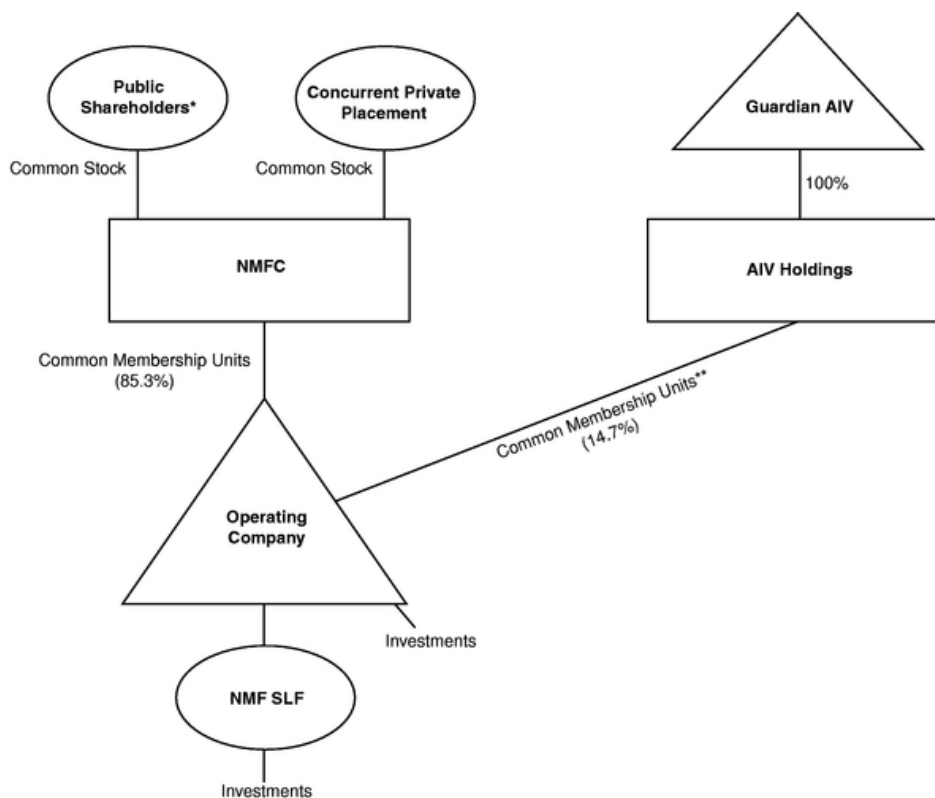 Public
Shareholders*
Concurrent Private
Placement
Guardian AIV
Common Stock
Common Stock
100%
NMFC
AIV Holdings
Common Membership Units
(85.3%)
Common Membership Units**
(14.7%)
Operating
Company
Investments
NMF SLF
Investments